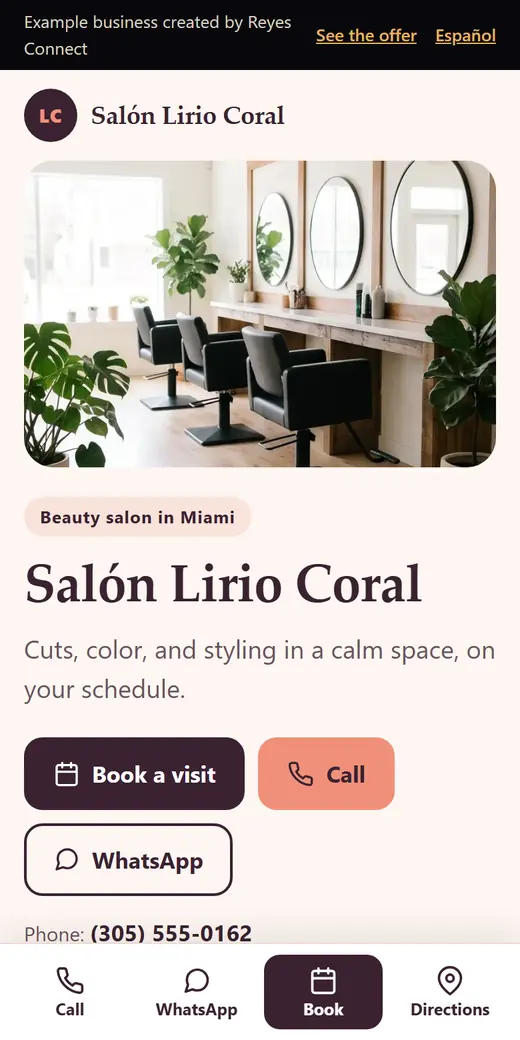 Example business created by Reyes
Connect
See the offer
Español
LC
Salón Lirio Coral
Beauty salon in Miami
Salón Lirio Coral
Cuts, color, and styling in a calm space, on
your schedule.
Book a visit
Call
WhatsApp
Phone: (305) 555-0162
Call
WhatsApp
Book
Directions